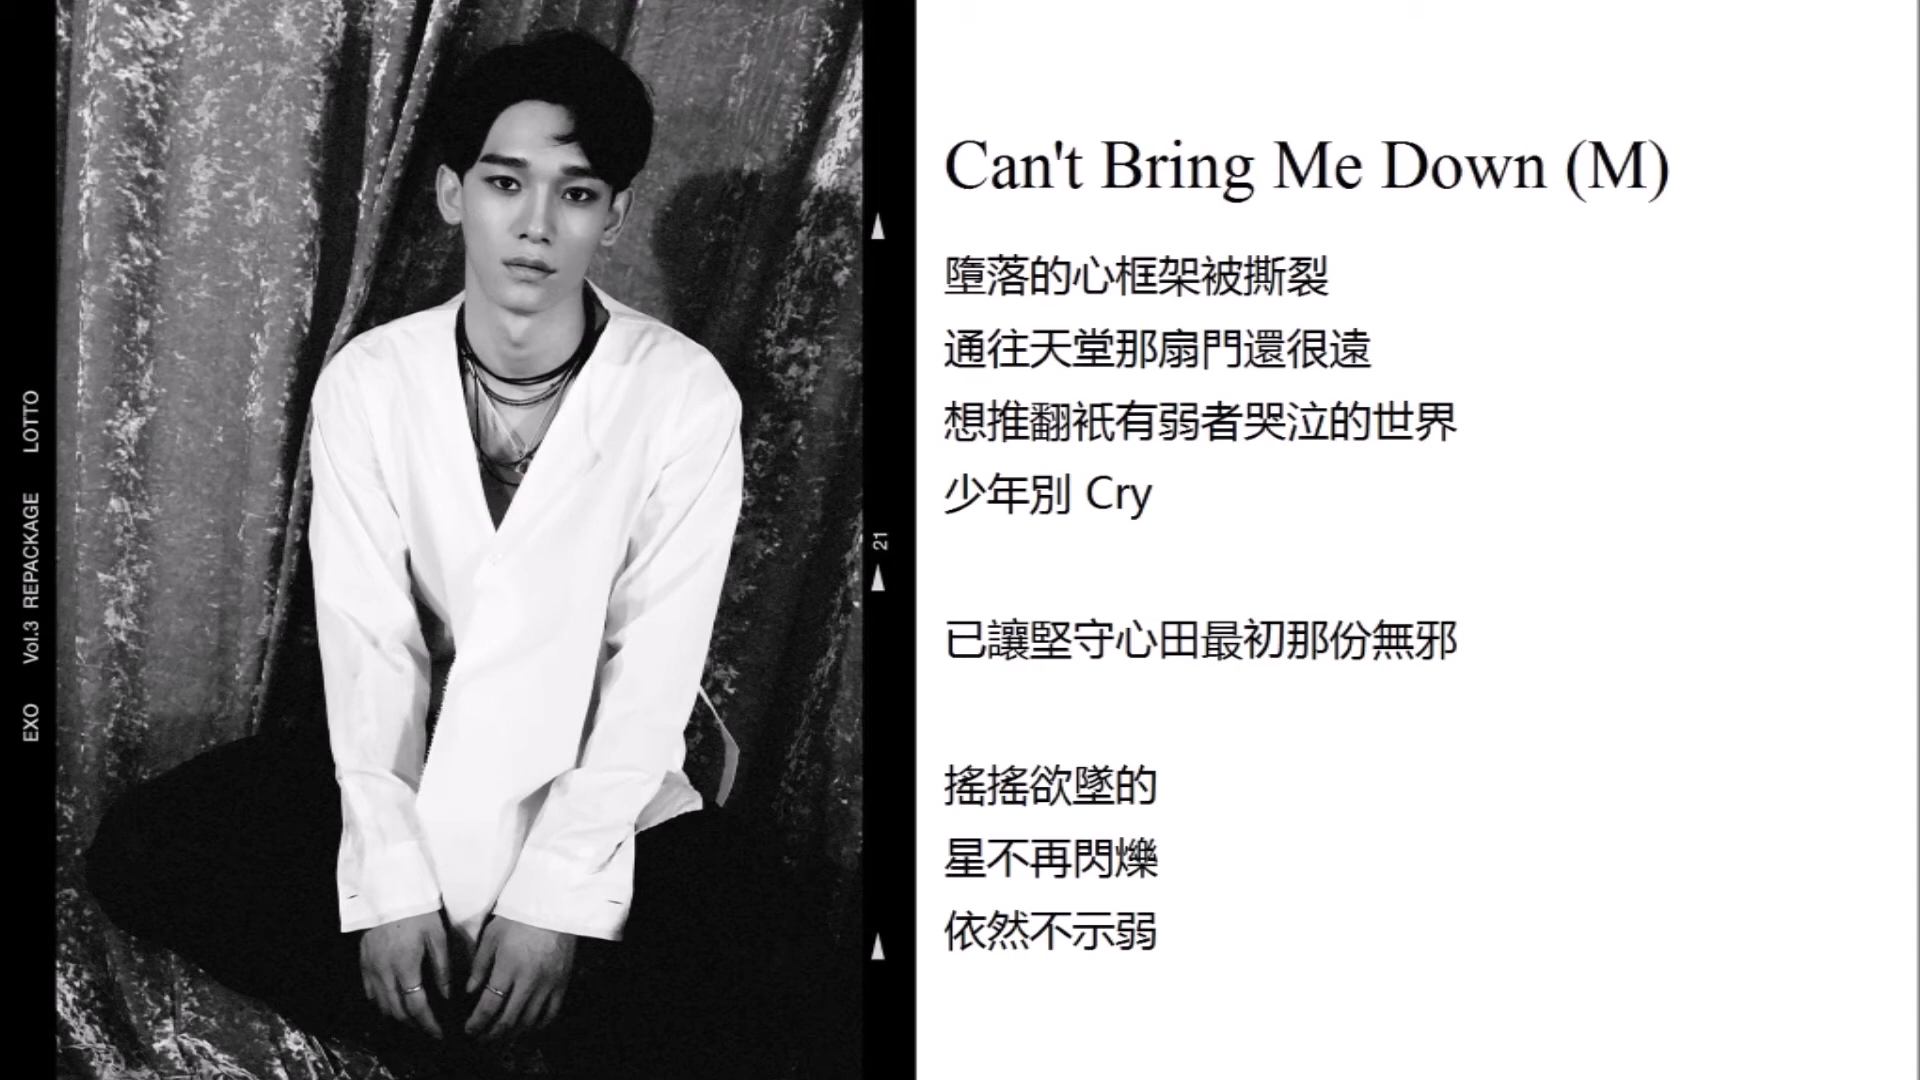 EXO Vol.3 REPACKAGE LOTTO
21
Can't Bring Me Down (M)
墮落的心框架被撕裂
通往天堂那扇門還很遠
想推翻衹有弱者哭泣的世界
少年別 Cry
已讓堅守心田最初那份無邪
搖搖欲墜的
星不再閃爍
依然不示弱